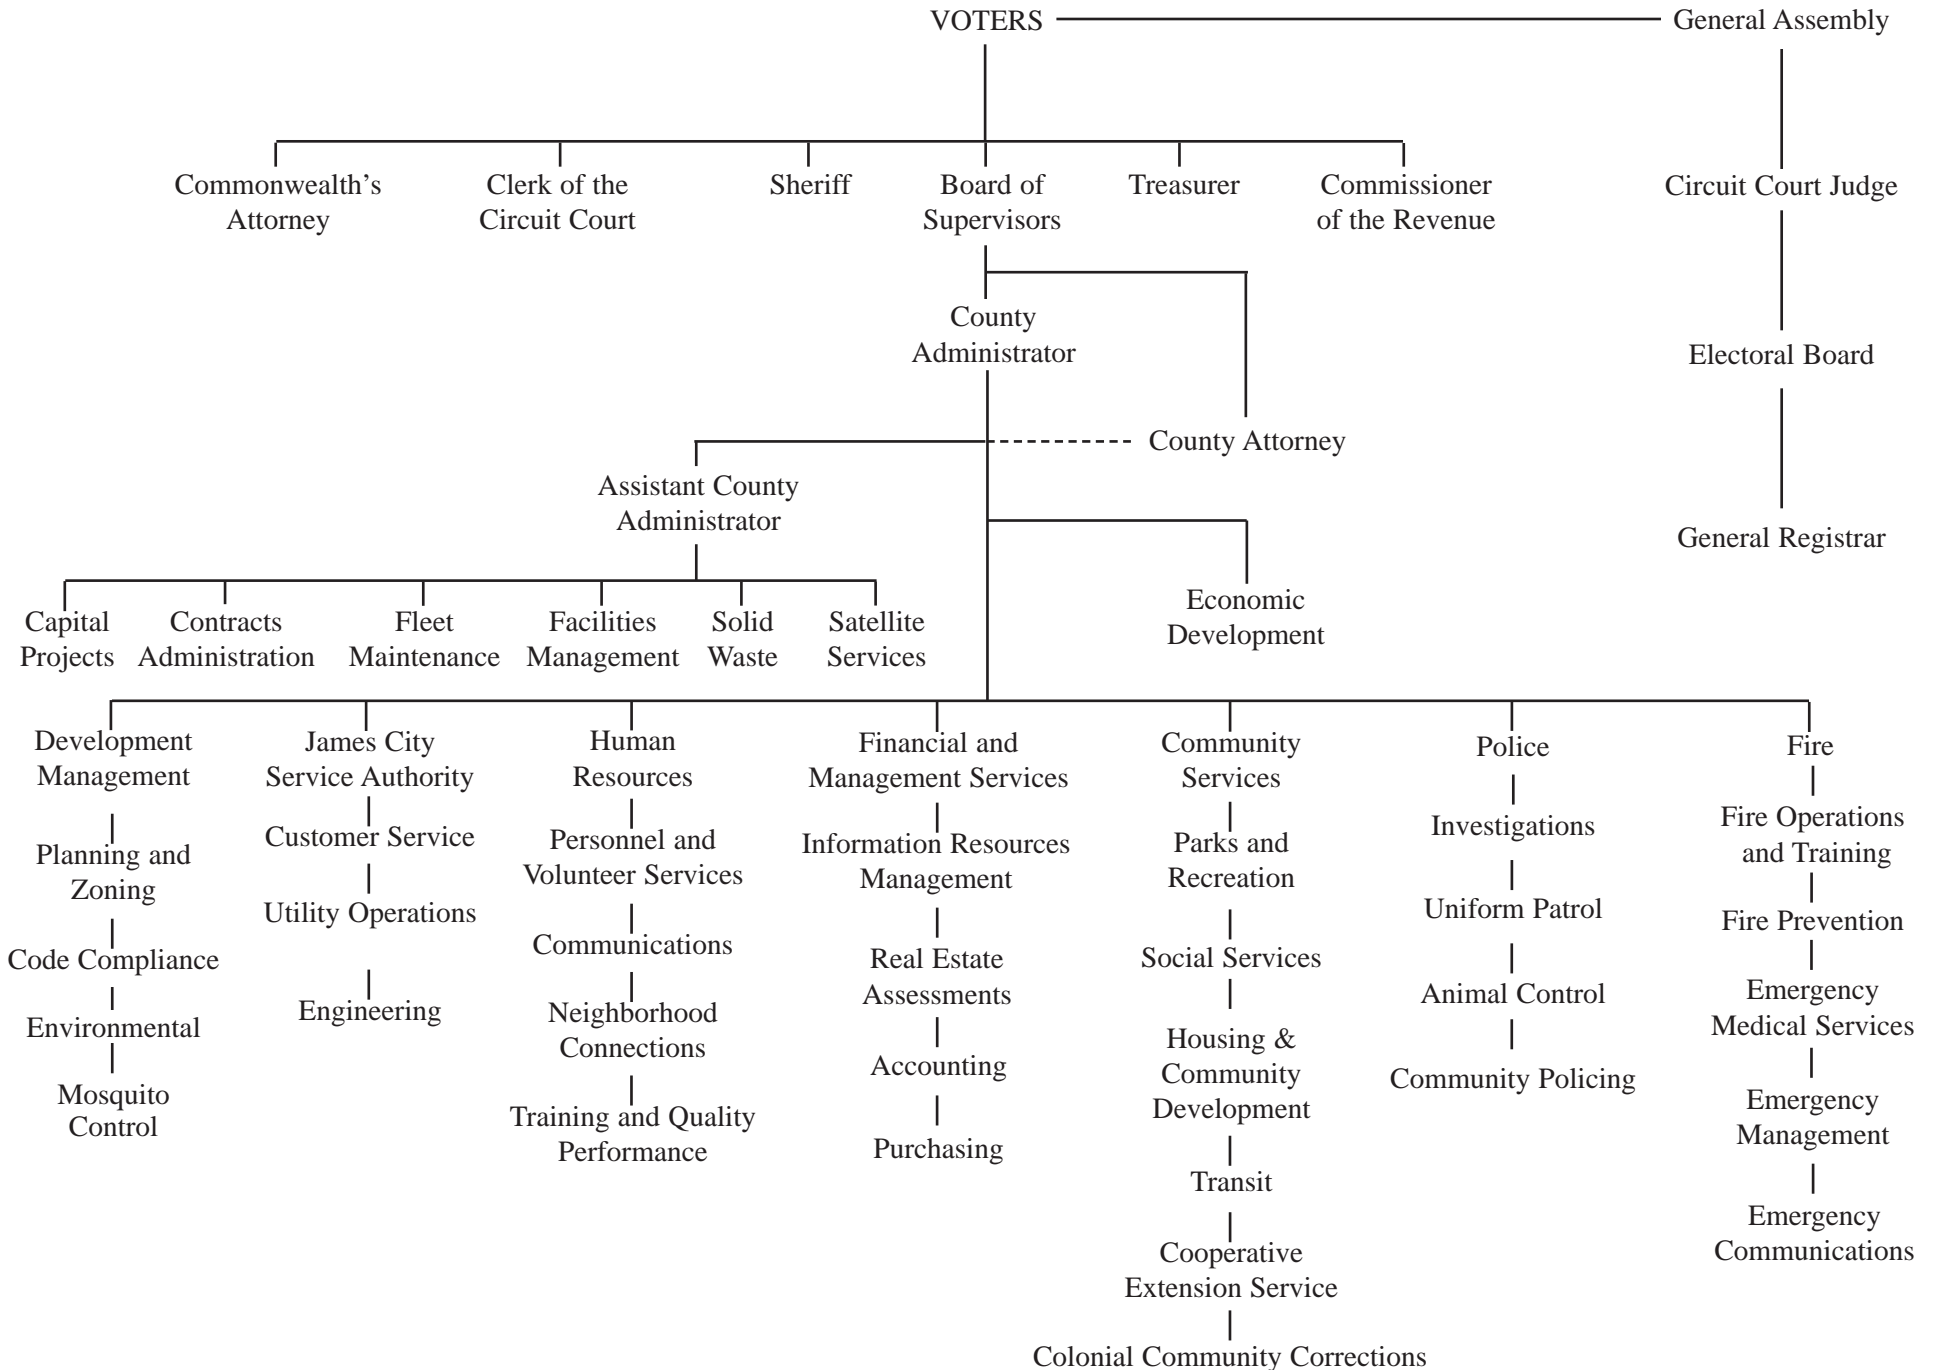 VOTERS
General Assembly
Commonwealth's
Attorney
Clerk of the
Circuit Court
Sheriff
Board of
Supervisors
Treasurer
Commissioner
of the Revenue
Circuit Court Judge
County
Administrator
Electoral Board
County Attorney
Assistant County
Administrator
General Registrar
Capital
Projects
Contracts
Administration
Fleet
Maintenance
Facilities
Management
Solid
Waste
Satellite
Services
Economic
Development
Development
Management
Planning and
Zoning
Code Compliance
Environmental
Mosquito
Control
James City
Service Authority
Customer Service
Utility Operations
Engineering
Human
Resources
Personnel and
Volunteer Services
Communications
Neighborhood
Connections
Training and Quality
Performance
Financial and
Management Services
Information Resources
Management
Real Estate
Assessments
Accounting
Purchasing
Community
Services
Parks and
Recreation
Social Services
Housing &
Community
Development
Transit
Cooperative
Extension Service
Colonial Community Corrections
Police
Investigations
Uniform Patrol
Animal Control
Community Policing
Fire
Fire Operations
and Training
Fire Prevention
Emergency
Medical Services
Emergency
Management
Emergency
Communications